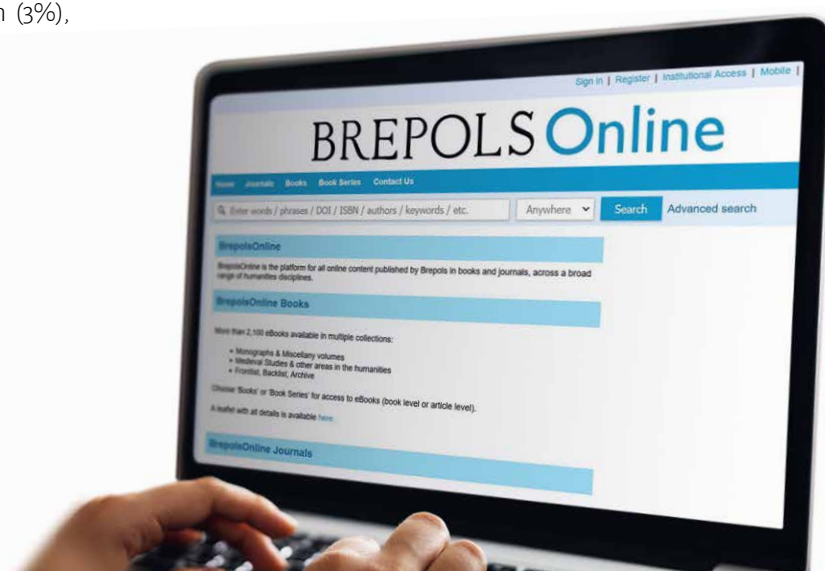 n (3%),
Sign In | Register | Institutional Access | Mobile |
BREPOLS Online
Home Journals Books Book Series Contact Us
Enter words / phrases / DOI / ISBN / authors / keywords / etc. Anywhere Search Advanced search
BrepolsOnline
BrepolsOnline is the platform for all online content published by Brepols in books and journals, across a broad
range of humanities disciplines.
BrepolsOnline Books
More than 2,100 eBooks available in multiple collections:
• Monographs & Miscellany volumes
• Medieval Studies & other areas in the humanities
• Frontlist, Backlist, Archive
Choose 'Books' or 'Book Series' for access to eBooks (book level or article level).
A leaflet with all details is available here
BrepolsOnline Journals